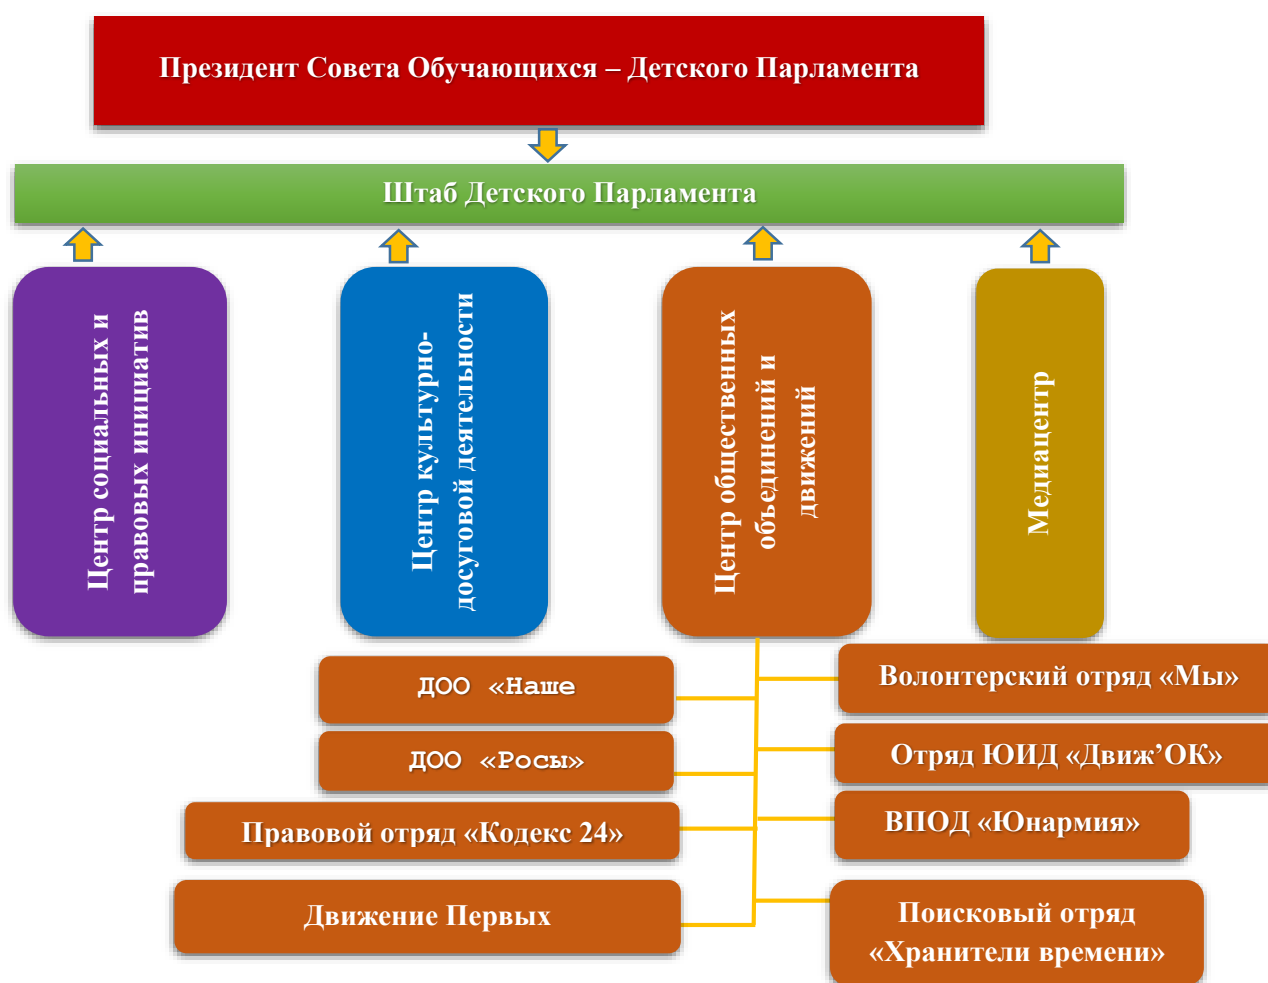 Президент Совета Обучающихся – Детского Парламента
Штаб Детского Парламента
Центр социальных и
правовых инициатив
Центр культурно-
досуговой деятельности
Центр общественных
объединений и
движений
Медиацентр
ДОО «Наше
ДОО «Росы»
Правовой отряд «Кодекс 24»
Движение Первых
Волонтерский отряд «Мы»
Отряд ЮИД «Движ’ОК»
ВПОД «Юнармия»
Поисковый отряд
«Хранители времени»